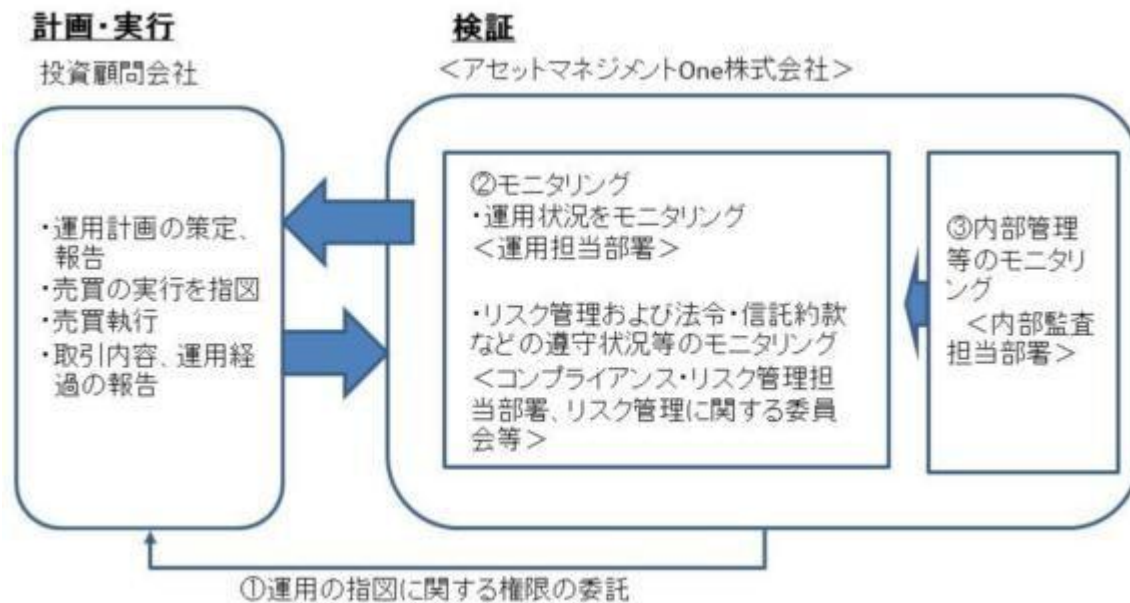 計画・実行
投資顧問会社
・運用計画の策定、
報告
・売買の実行を指図
・売買執行
・取引内容、運用経
過の報告
検証
＜アセットマネジメントOne株式会社＞
②モニタリング
・運用状況をモニタリング
＜運用担当部署＞
・リスク管理および法令・信託約款
などの遵守状況等のモニタリング
＜コンプライアンス・リスク管理担
当部署、リスク管理に関する委員
会等＞
③内部管理
等のモニタリ
ング
＜内部監査
担当部署＞
①運用の指図に関する権限の委託